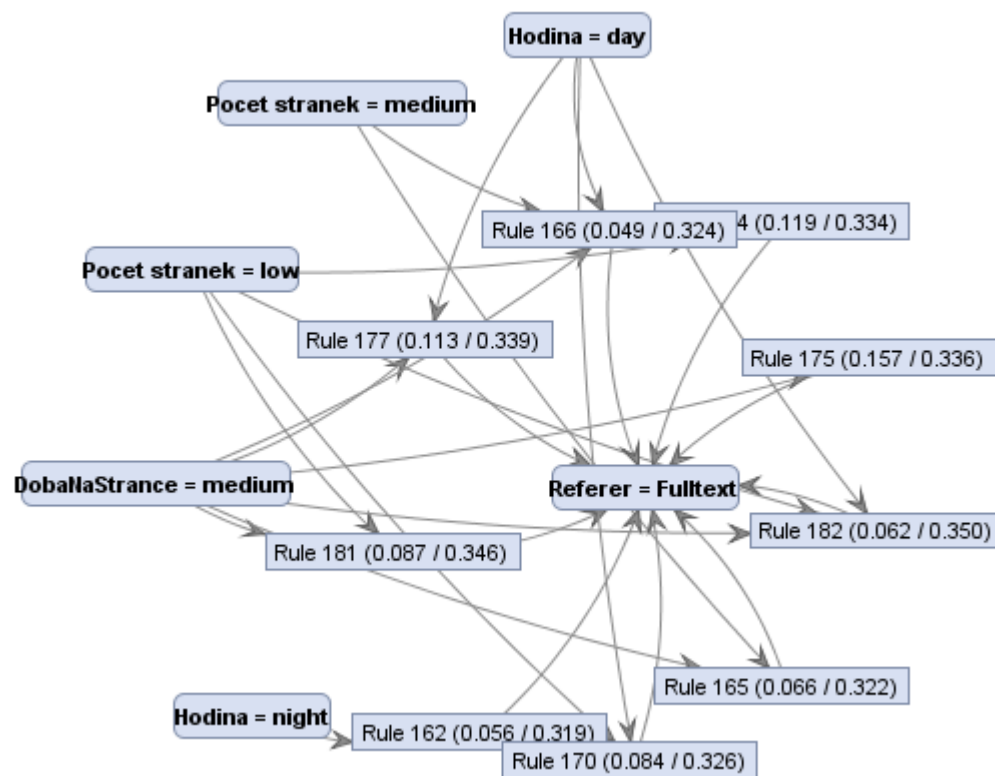 Hodina = day
Pocet stranek = medium
Rule 166 (0.049 / 0.324)
4 (0.119 / 0.334)
Pocet stranek = low
Rule 177 (0.113 / 0.339)
Rule 175 (0.157 / 0.336)
DobaNaStrance = medium
Referer = Fulltext
Rule 182 (0.062 / 0.350)
Rule 181 (0.087 / 0.346)
Rule 165 (0.066 / 0.322)
Hodina = night
Rule 162 (0.056 / 0.319)
Rule 170 (0.084 / 0.326)